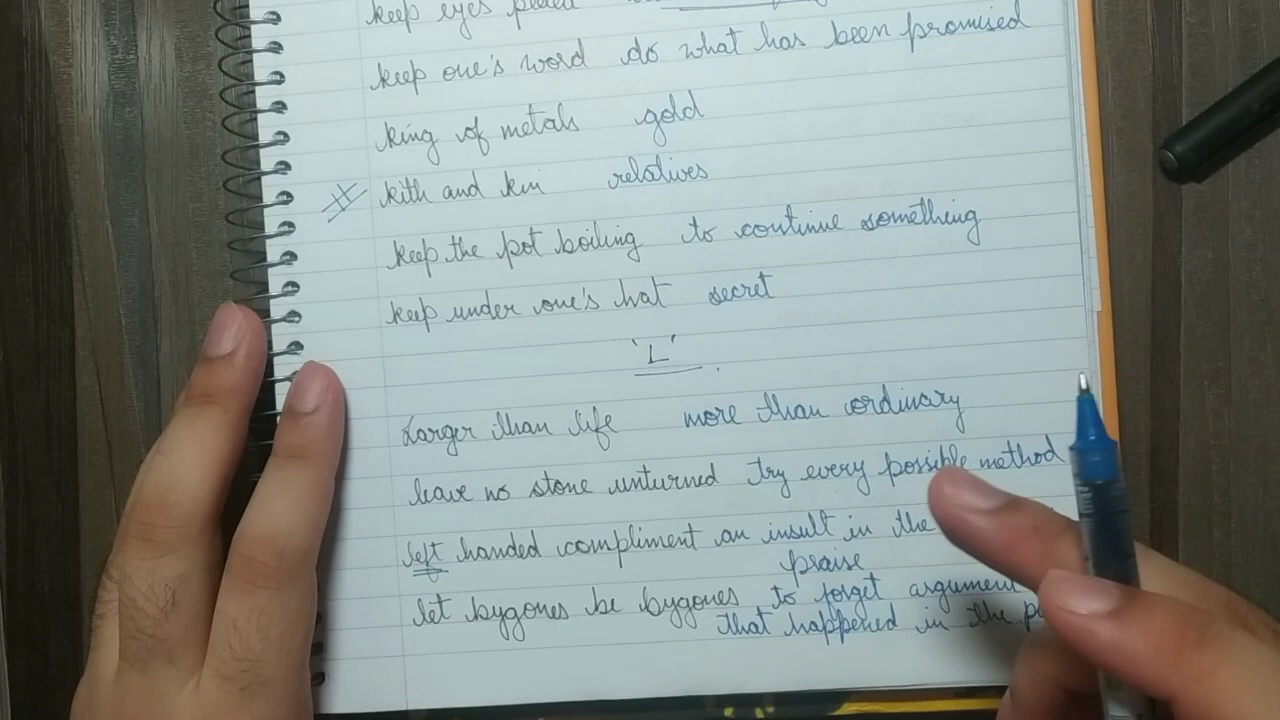 keep eyes peeled
keep one's word do what has been promised
king of metals gold
# kith and kin relatives
keep the pot boiling to continue something
keep under one's hat secret
'L'
Larger than life more than ordinary
leave no stone unturned try every possible method
left handed compliment an insult in the
praise
let bygones be bygones to forget argument
that happened in the